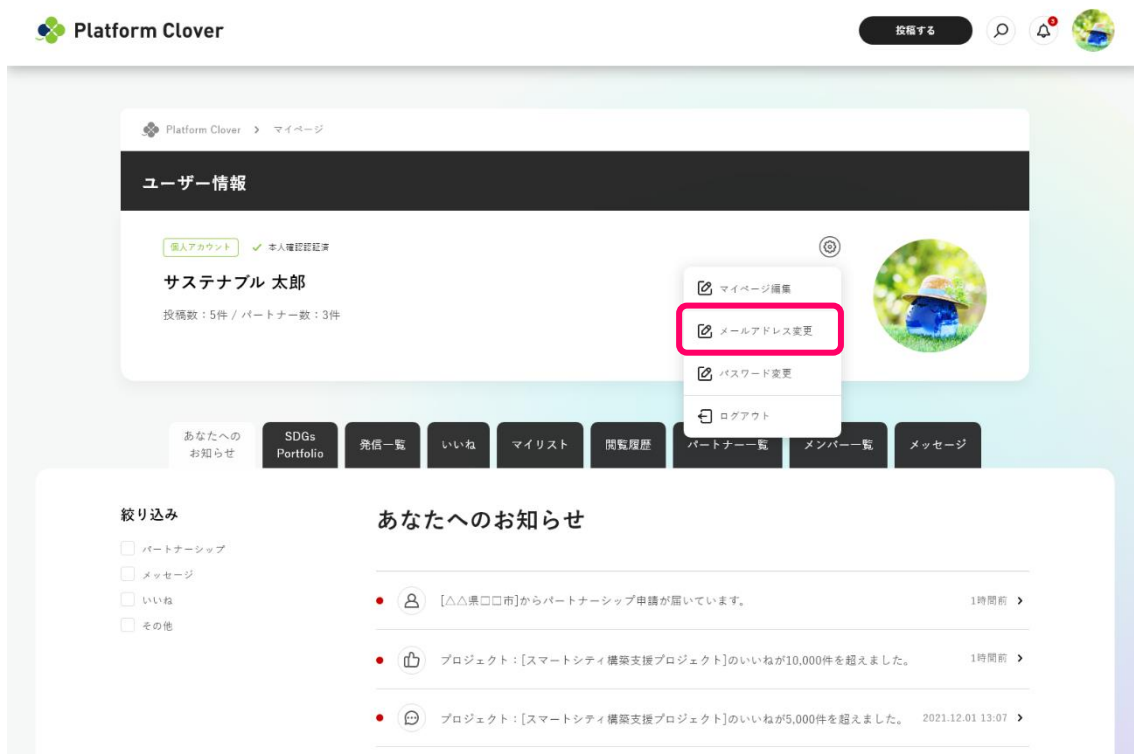 Platform Clover
投稿する
3
Platform Clover > マイページ
ユーザー情報
個人アカウント ✓ 本人確認認証済
サステナブル 太郎
投稿数：5件 / パートナー数：3件
マイページ編集
メールアドレス変更
パスワード変更
ログアウト
あなたへの
お知らせ
SDGs
Portfolio
発信一覧
いいね
マイリスト
閲覧履歴
パートナー一覧
メンバー一覧
メッセージ
絞り込み
パートナーシップ
メッセージ
いいね
その他
あなたへのお知らせ
[△△県□□市]からパートナーシップ申請が届いています。 1時間前
プロジェクト：[スマートシティ構築支援プロジェクト]のいいねが10,000件を超えました。 1時間前
プロジェクト：[スマートシティ構築支援プロジェクト]のいいねが5,000件を超えました。 2021.12.01 13:07